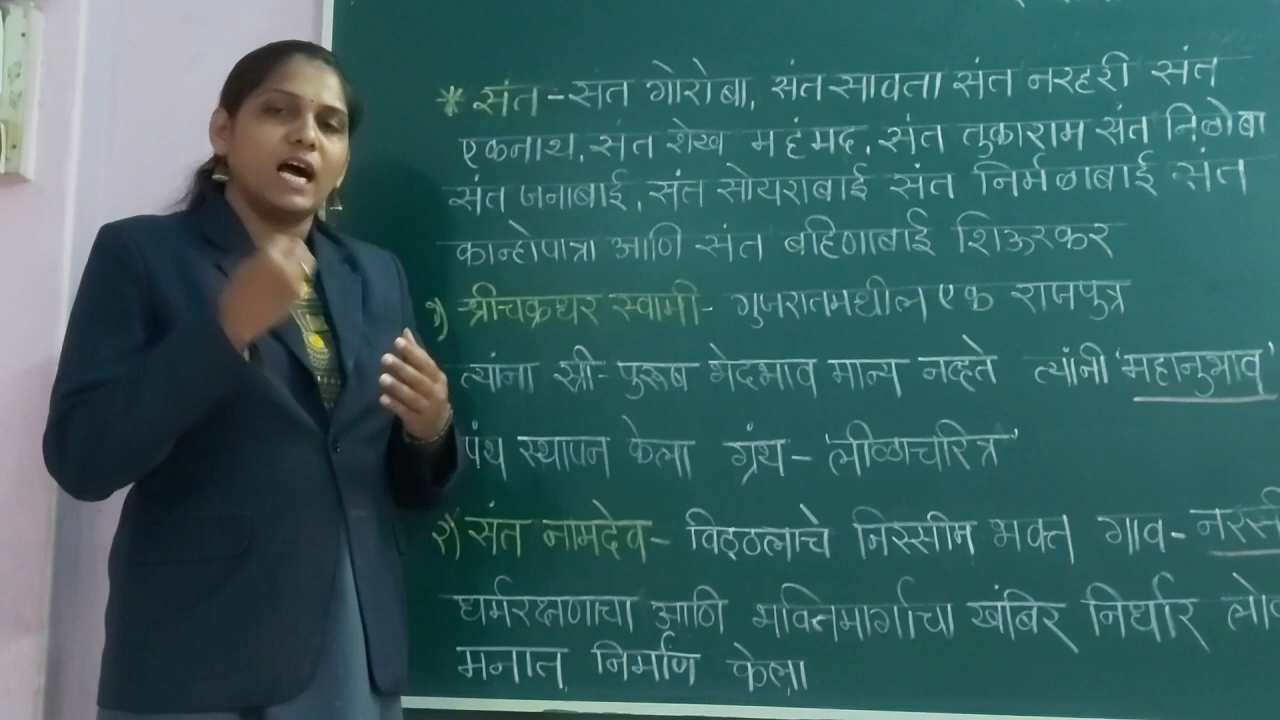 * संत - संत गोरोबा, संत सावता संत नरहरी संत
एकनाथ, संत शेख महंमद, संत तुकाराम संत निळोबा
संत जनाबाई, संत सोयराबाई संत निर्मळाबाई संत
कान्होपात्रा आणि संत बहिणाबाई शिऊरकर
१) श्रीचक्रधर स्वामी - गुजरातमधील एक राजपुत्र
त्यांना स्री-पुरूष भेदभाव मान्य नव्हते त्यांनी 'महानुभाव'
पंथ स्थापन केला ग्रंथ - 'लीळाचरित्र'
२) संत नामदेव - विठ्ठलाचे निस्सीम भक्त गाव - नरसी
धर्मरक्षणाचा आणि भक्तिमार्गाचा खंबिर निर्धार
मनात निर्माण केला